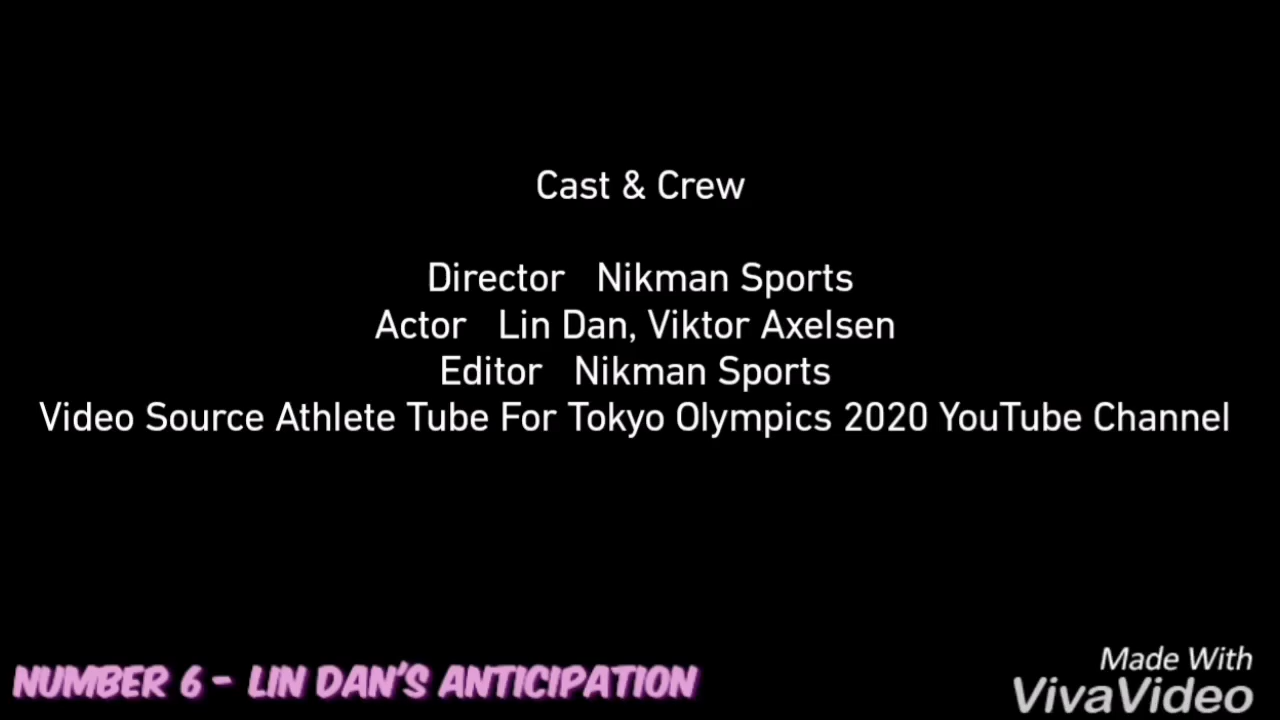 Cast & Crew
Director Nikman Sports
Actor Lin Dan, Viktor Axelsen
Editor Nikman Sports
Video Source Athlete Tube For Tokyo Olympics 2020 YouTube Channel
NUMBER 6 - LIN DAN'S ANTICIPATION
Made With
VivaVideo